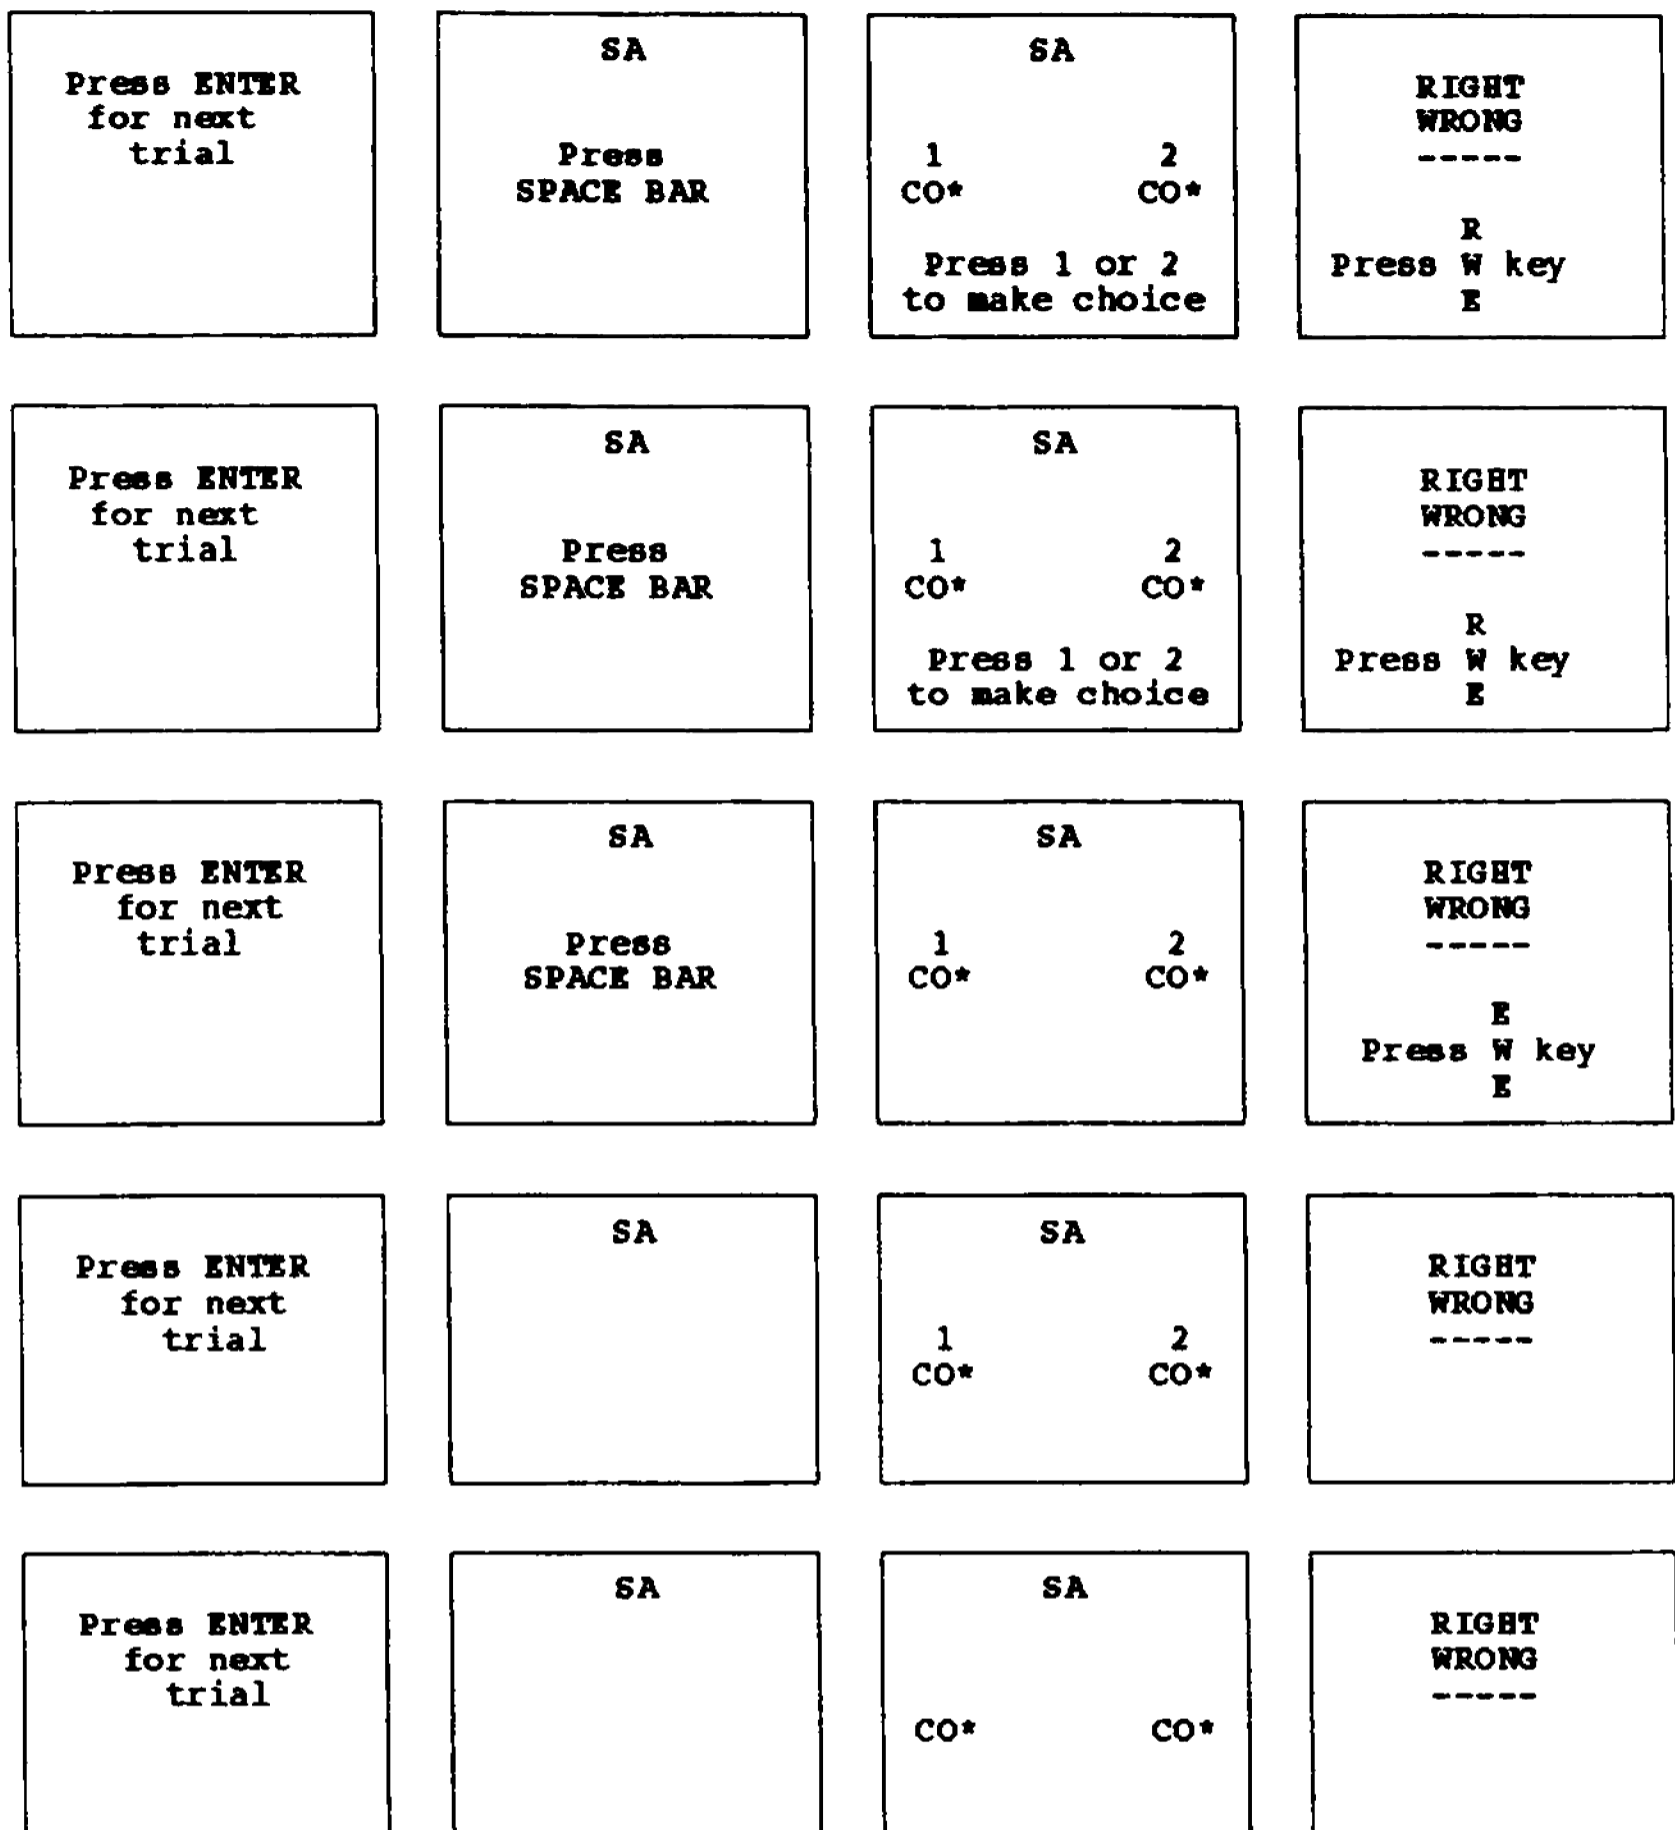 Press ENTER
for next
trial
SA
Press
SPACE BAR
SA
1 2
CO* CO*
Press 1 or 2
to make choice
RIGHT
WRONG
-----
R
Press W key
E
Press ENTER
for next
trial
SA
Press
SPACE BAR
SA
1 2
CO* CO*
Press 1 or 2
to make choice
RIGHT
WRONG
-----
R
Press W key
E
Press ENTER
for next
trial
SA
Press
SPACE BAR
SA
1 2
CO* CO*
RIGHT
WRONG
-----
E
Press W key
E
Press ENTER
for next
trial
SA
SA
1 2
CO* CO*
RIGHT
WRONG
-----
Press ENTER
for next
trial
SA
SA
CO* CO*
RIGHT
WRONG
-----